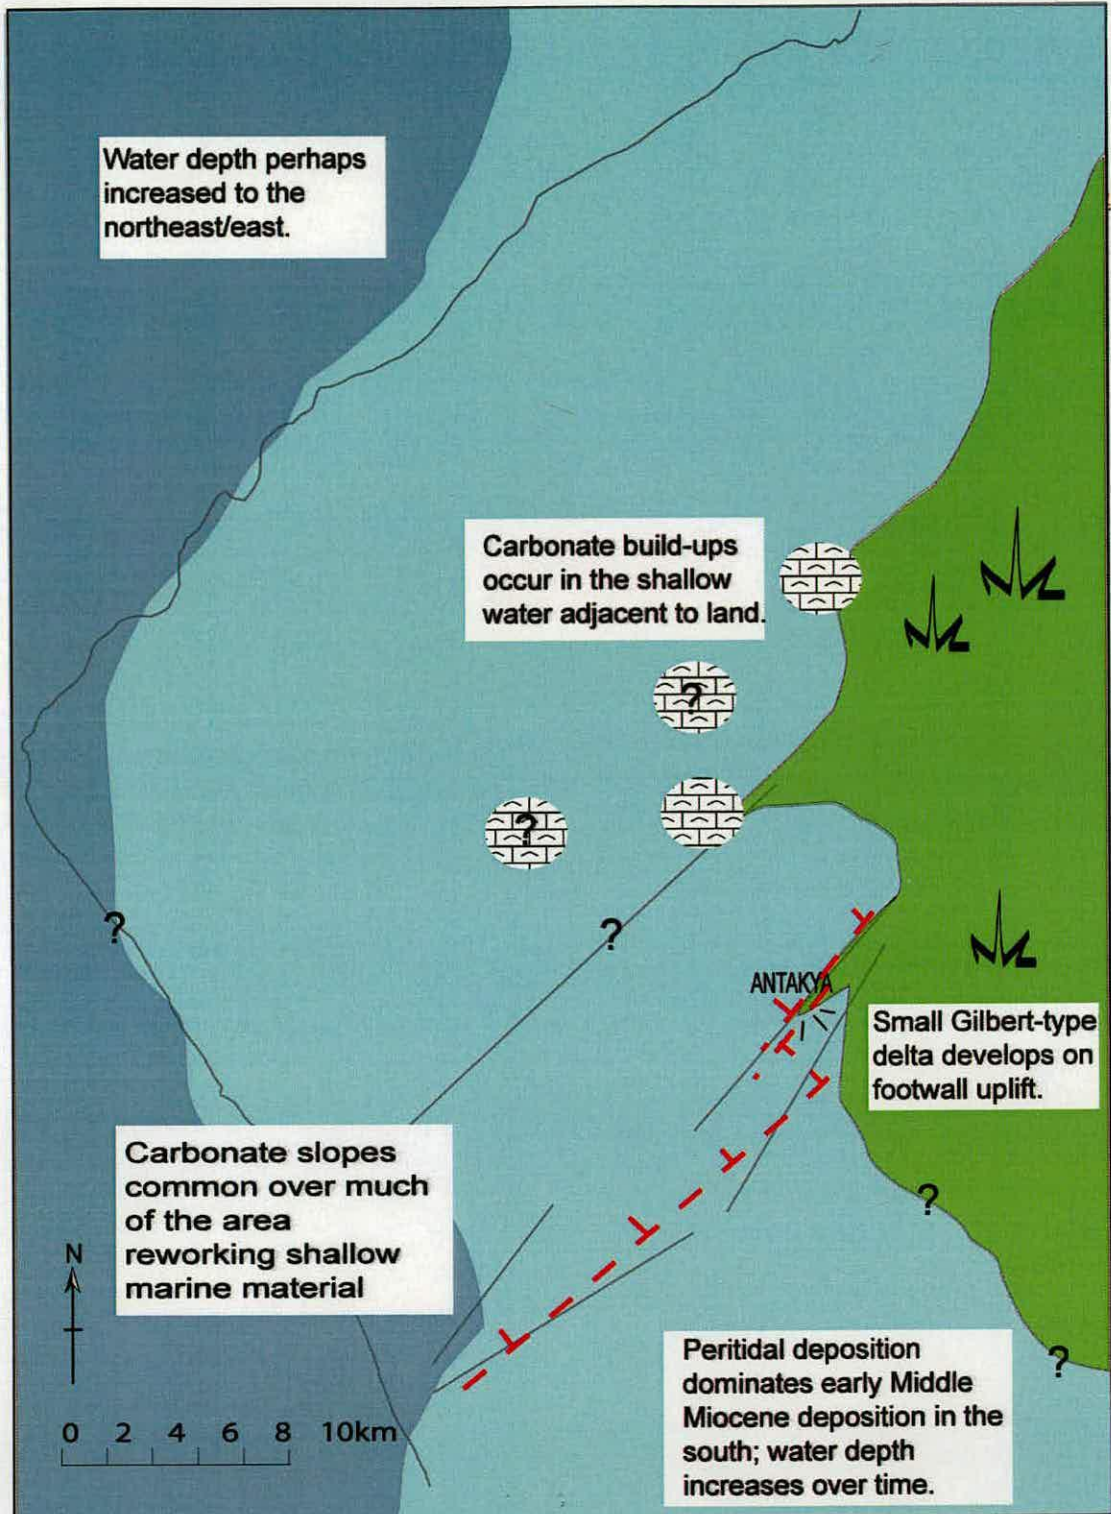 Water depth perhaps
increased to the
northeast/east.
Carbonate build-ups
occur in the shallow
water adjacent to land.
?
?
?
?
ANTAKYA
Small Gilbert-type
delta develops on
footwall uplift.
Carbonate slopes
common over much
of the area
reworking shallow
marine material
?
N
?
Peritidal deposition
dominates early Middle
Miocene deposition in the
south; water depth
increases over time.
0 2 4 6 8 10km